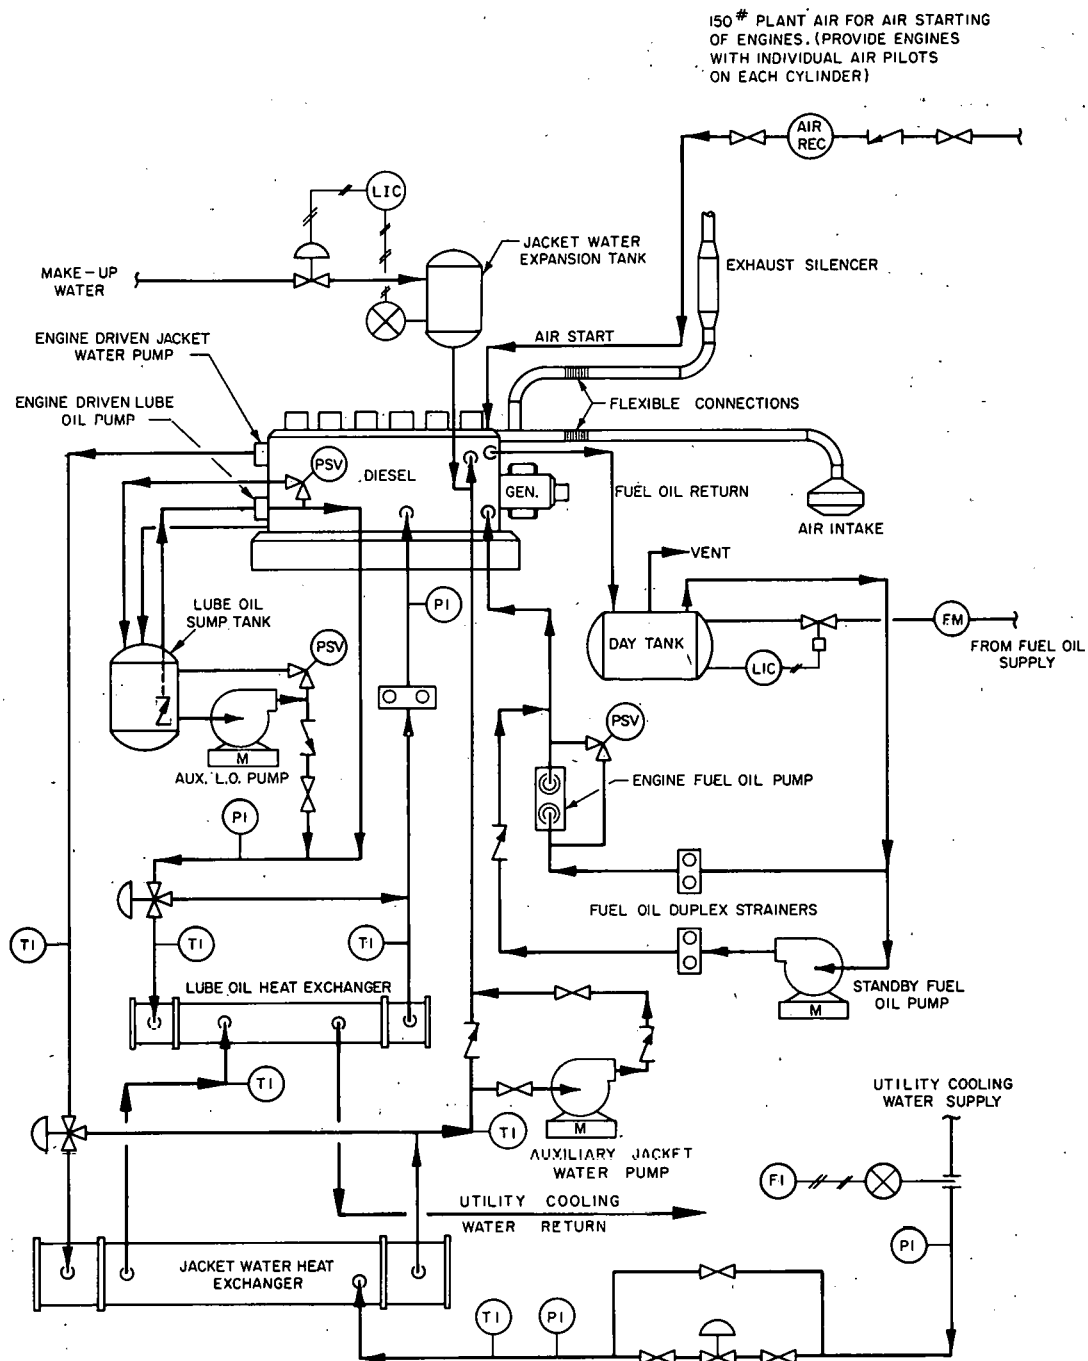 150# PLANT AIR FOR AIR STARTING
OF ENGINES. (PROVIDE ENGINES
WITH INDIVIDUAL AIR PILOTS
ON EACH CYLINDER)
AIR
REC
LIC
JACKET WATER
EXPANSION TANK
EXHAUST SILENCER
MAKE-UP
WATER
ENGINE DRIVEN JACKET
WATER PUMP
AIR START
ENGINE DRIVEN LUBE
OIL PUMP
FLEXIBLE CONNECTIONS
PSV
DIESEL
GEN.
FUEL OIL RETURN
AIR INTAKE
VENT
PI
LUBE OIL
SUMP TANK
PSV
DAY TANK
LIC
FM
FROM FUEL OIL
SUPPLY
M
AUX. L.O. PUMP
PSV
ENGINE FUEL OIL PUMP
PI
FUEL OIL DUPLEX STRAINERS
TI
TI
TI
LUBE OIL HEAT EXCHANGER
STANDBY FUEL
OIL PUMP
M
TI
UTILITY COOLING
WATER SUPPLY
TI
M
AUXILIARY JACKET
WATER PUMP
FI
UTILITY COOLING
WATER RETURN
PI
JACKET WATER HEAT
EXCHANGER
TI
PI